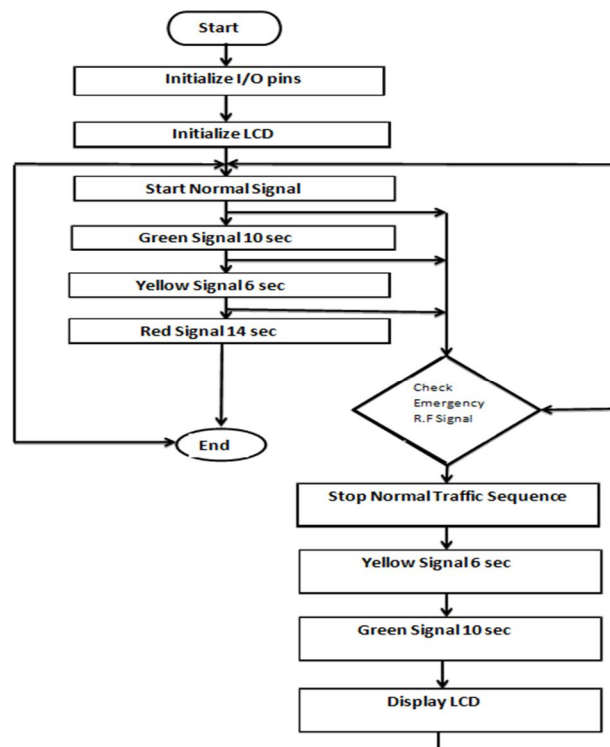 Start
Initialize I/O pins
Initialize LCD
Start Normal Signal
Green Signal 10 sec
Yellow Signal 6 sec
Red Signal 14 sec
End
Check
Emergency
R.F Signal
Stop Normal Traffic Sequence
Yellow Signal 6 sec
Green Signal 10 sec
Display LCD